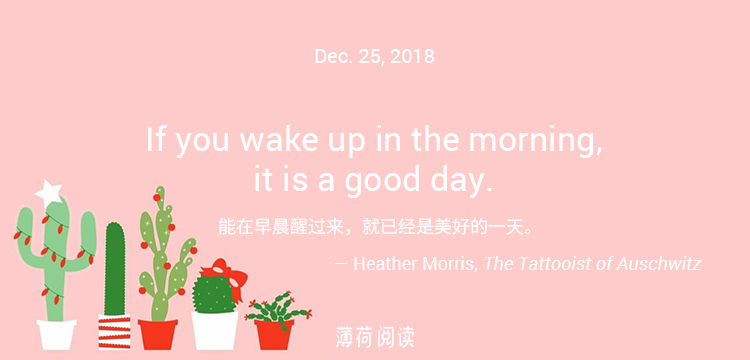 Dec. 25, 2018
If you wake up in the morning,
it is a good day.
能在早晨醒过来，就已经是美好的一天。
— Heather Morris, The Tattooist of Auschwitz
薄荷阅读